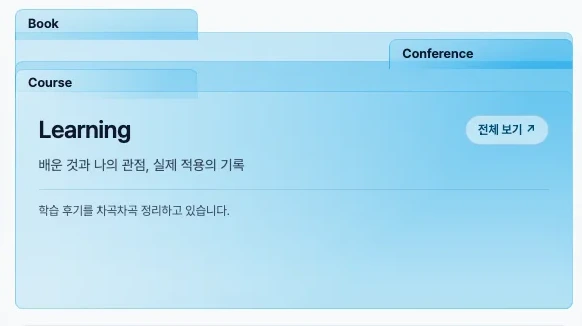 Book
Conference
Course
Learning
전체 보기 ↗
배운 것과 나의 관점, 실제 적용의 기록
학습 후기를 차곡차곡 정리하고 있습니다.